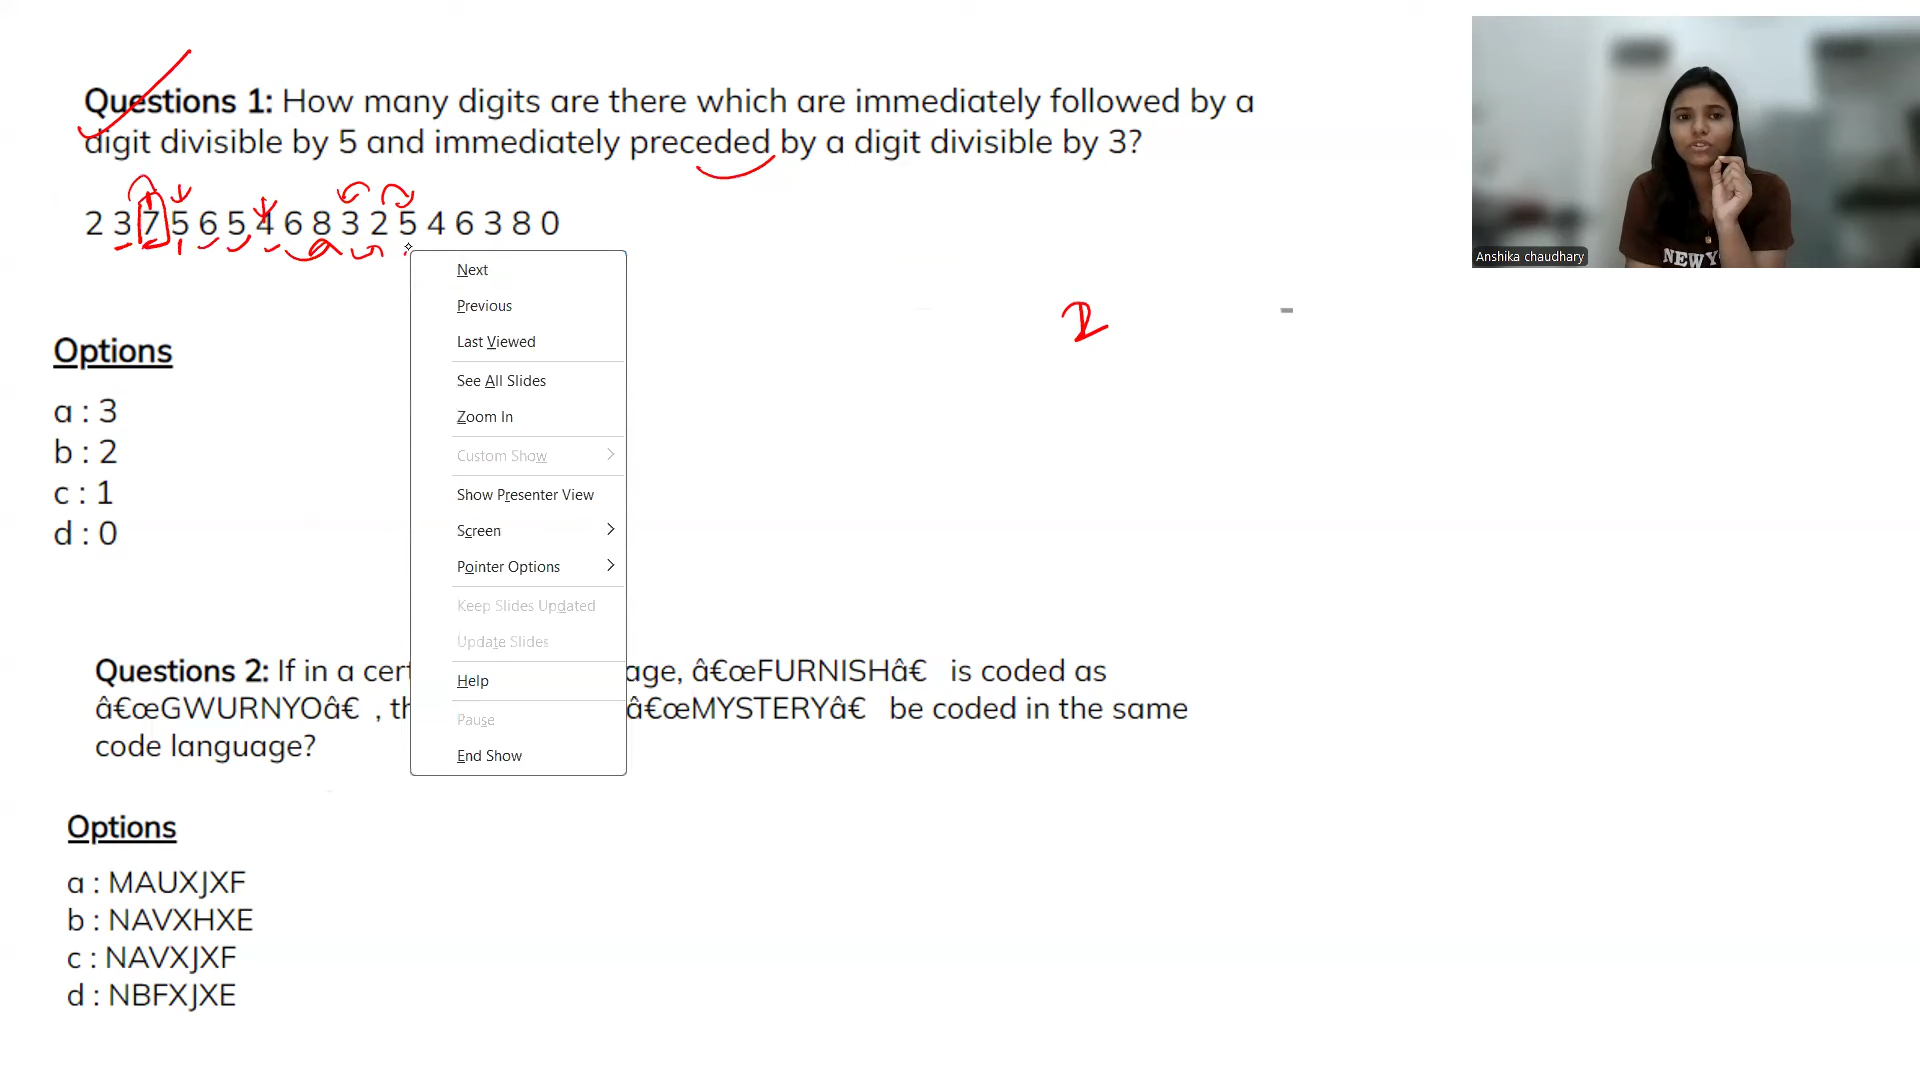 Questions 1: How many digits are there which are immediately followed by a
digit divisible by 5 and immediately preceded by a digit divisible by 3?
2 3 7 5 6 5 4 6 8 3 2 5 4 6 3 8 0
2
Options
a : 3
b : 2
c : 1
d : 0
Next
Previous
Last Viewed
See All Slides
Zoom In
Custom Show
Show Presenter View
Screen
Pointer Options
Keep Slides Updated
Update Slides
Help
Pause
End Show
Questions 2: If in a cert age, â€œFURNISHâ€ is coded as
â€œGWURNYOâ€ , th â€œMYSTERYâ€ be coded in the same
code language?
Options
a : MAUXJXF
b : NAVXHXE
c : NAVXJXF
d : NBFXJXE
Anshika chaudhary
NEW Y